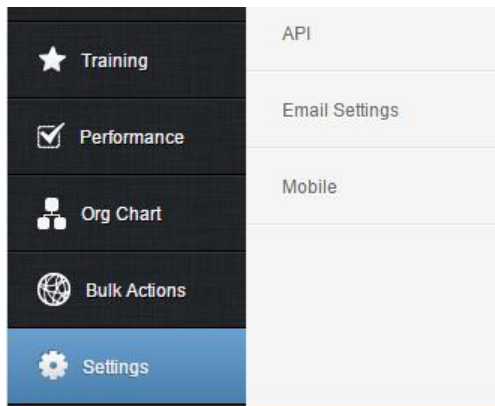 Training
Performance
Org Chart
Bulk Actions
Settings
API
Email Settings
Mobile